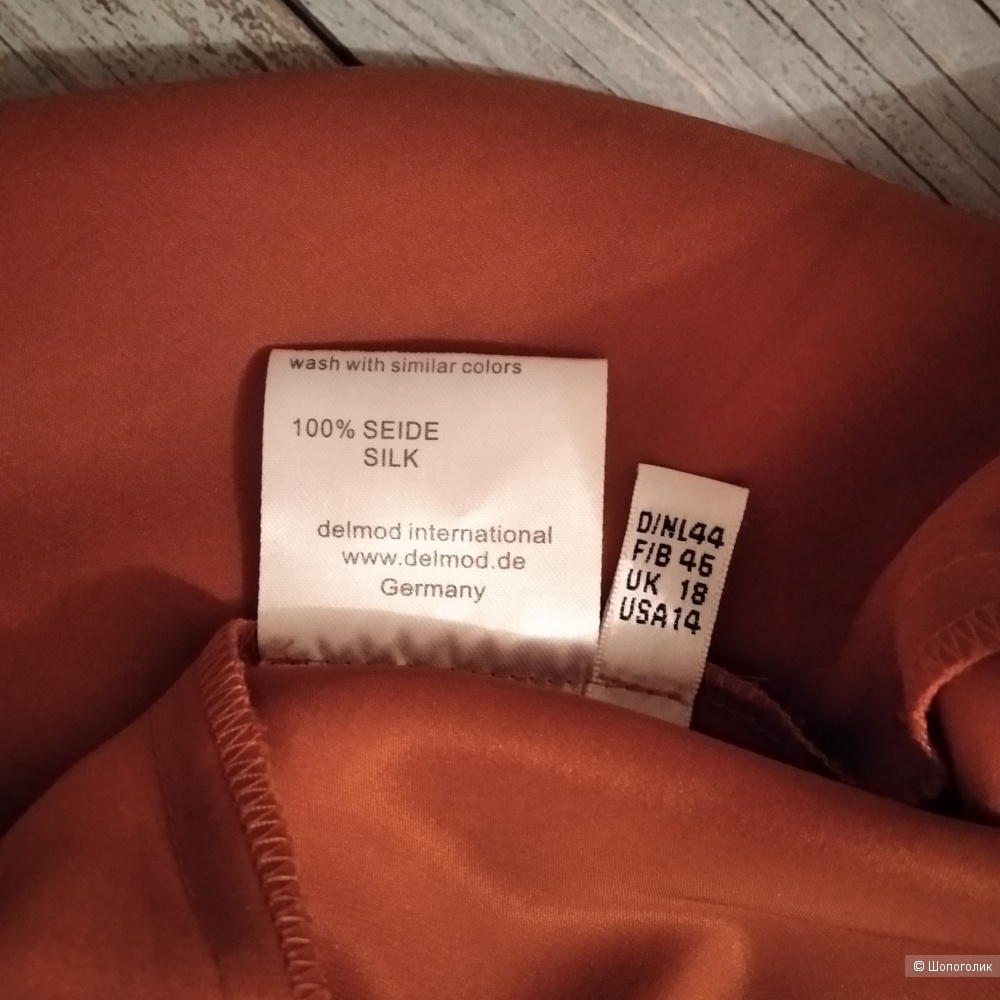 wash with similar colors
100% SEIDE
SILK
delmod international
www.delmod.de
Germany
D/NL44
F/B 46
UK 18
USA14
© Шопоголик